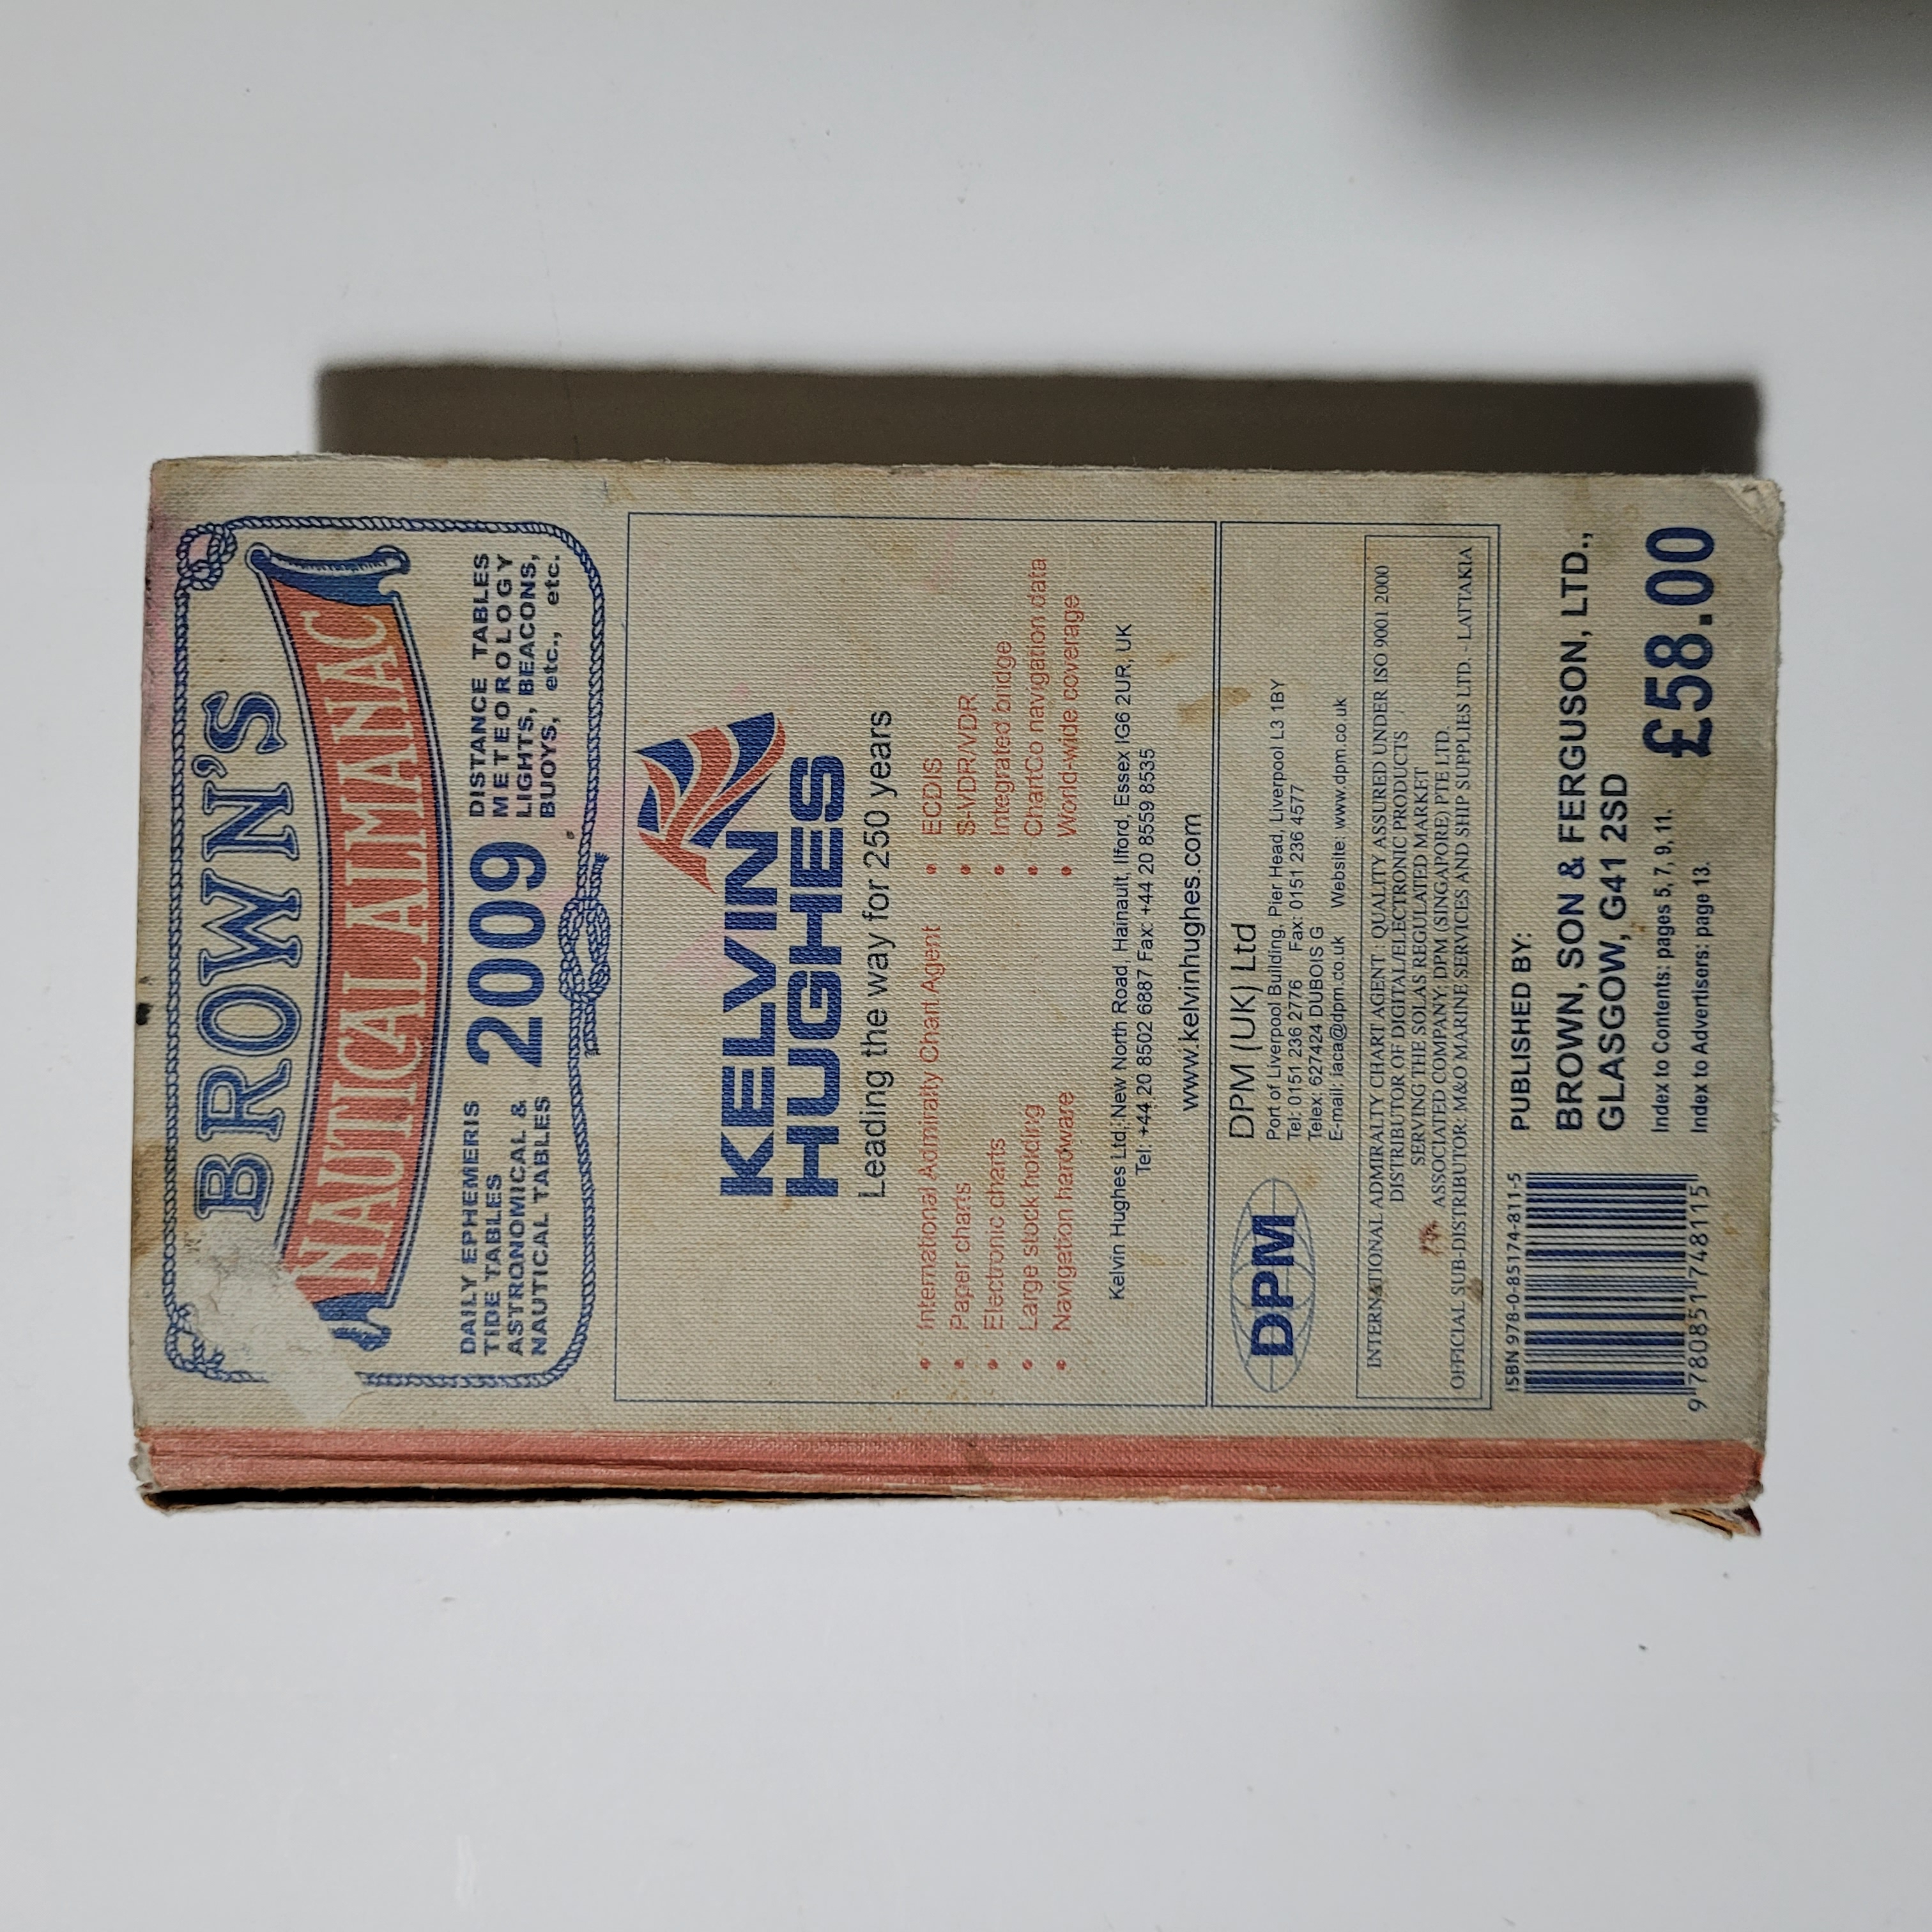 BROWN'S
NAUTICAL ALMANAC
DAILY EPHEMERIS
TIDE TABLES
ASTRONOMICAL &
NAUTICAL TABLES
2009
DISTANCE TABLES
METEOROLOGY
LIGHTS, BEACONS,
BUOYS, etc., etc.
KELVIN
HUGHES
Leading the way for 250 years
• International Admiralty Chart Agent
• Paper charts
• Electronic charts
• Large stock holding
• Navigation hardware
• ECDIS
• S-VDR/VDR
• Integrated bridge
• ChartCo navigation data
• World-wide coverage
Kelvin Hughes Ltd, New North Road, Hainault, Ilford, Essex IG6 2UR, UK
Tel: +44 20 8502 6887 Fax: +44 20 8559 8535
www.kelvinhughes.com
DPM
DPM (UK) Ltd
Port of Liverpool Building, Pier Head, Liverpool L3 1BY
Tel: 0151 236 2776 Fax: 0151 236 4577
Telex 627424 DUBOIS G
E-mail: iaca@dpm.co.uk Website: www.dpm.co.uk
INTERNATIONAL ADMIRALTY CHART AGENT : QUALITY ASSURED UNDER ISO 9001 2000
DISTRIBUTOR OF DIGITAL/ELECTRONIC PRODUCTS
SERVING THE SOLAS REGULATED MARKET
ASSOCIATED COMPANY: DPM (SINGAPORE) PTE LTD.
OFFICIAL SUB-DISTRIBUTOR: M&O MARINE SERVICES AND SHIP SUPPLIES LTD. - LATTAKIA
ISBN 978-0-85174-811-5
9 780851 748115
PUBLISHED BY:
BROWN, SON & FERGUSON, LTD.,
GLASGOW, G41 2SD
Index to Contents: pages 5, 7, 9, 11.
Index to Advertisers: page 13.
£58.00